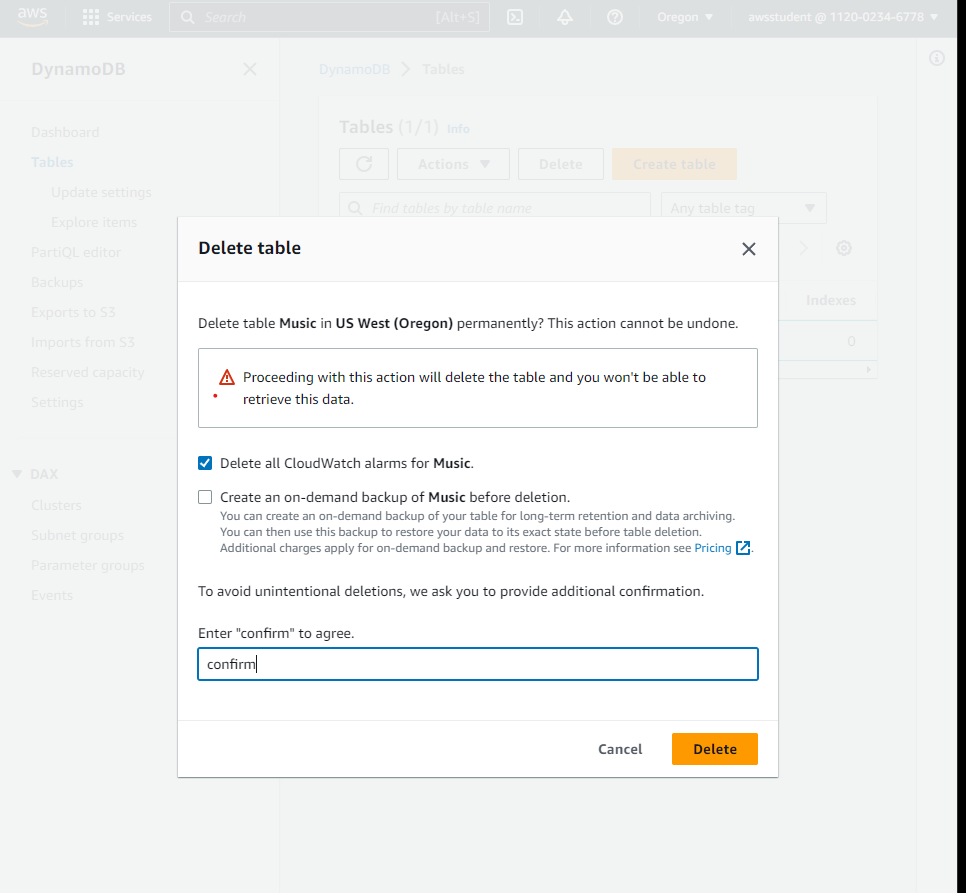 aws
Services
Search
[Alt+S]
Oregon
awsstudent @ 1120-0234-6778
DynamoDB
DynamoDB
Tables
Dashboard
Tables
Update settings
Explore items
PartiQL editor
Backups
Exports to S3
Imports from S3
Reserved capacity
Settings
DAX
Clusters
Subnet groups
Parameter groups
Events
Tables (1/1) Info
Actions
Delete
Create table
Find tables by table name
Any table tag
Indexes
0
Delete table
Delete table Music in US West (Oregon) permanently? This action cannot be undone.
Proceeding with this action will delete the table and you won't be able to
retrieve this data.
Delete all CloudWatch alarms for Music.
Create an on-demand backup of Music before deletion.
You can create an on-demand backup of your table for long-term retention and data archiving.
You can then use this backup to restore your data to its exact state before table deletion.
Additional charges apply for on-demand backup and restore. For more information see Pricing.
To avoid unintentional deletions, we ask you to provide additional confirmation.
Enter "confirm" to agree.
confirm
Cancel
Delete